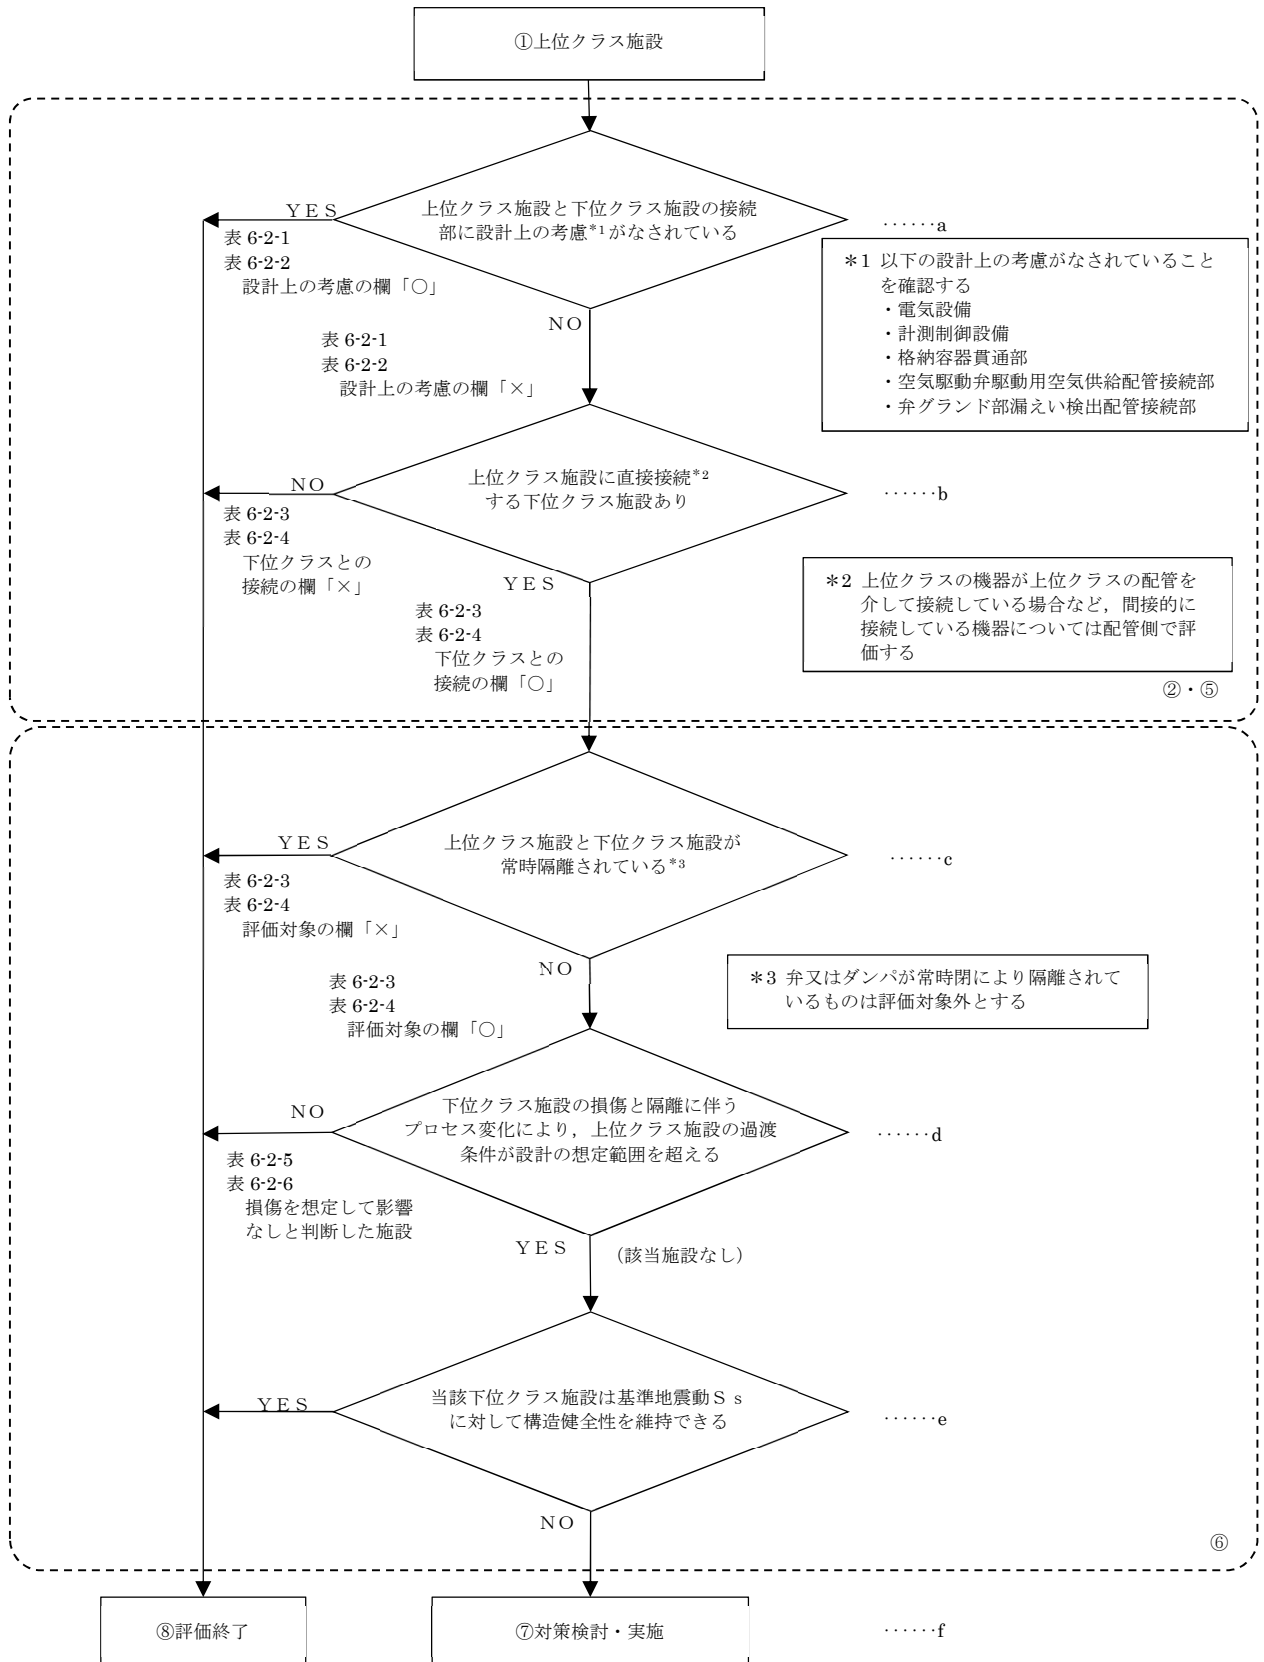 ①上位クラス施設
上位クラス施設と下位クラス施設の接続
部に設計上の考慮*1がなされている
······a
YES
表 6-2-1
表 6-2-2
設計上の考慮の欄「○」
*1 以下の設計上の考慮がなされていること
を確認する
・電気設備
・計測制御設備
・格納容器貫通部
・空気駆動弁駆動用空気供給配管接続部
・弁グランド部漏えい検出配管接続部
NO
表 6-2-1
表 6-2-2
設計上の考慮の欄「×」
上位クラス施設に直接接続*2
する下位クラス施設あり
······b
NO
表 6-2-3
表 6-2-4
下位クラスとの
接続の欄「×」
YES
表 6-2-3
表 6-2-4
下位クラスとの
接続の欄「○」
*2 上位クラスの機器が上位クラスの配管を
介して接続している場合など，間接的に
接続している機器については配管側で評
価する
②・⑤
上位クラス施設と下位クラス施設が
常時隔離されている*3
······c
YES
表 6-2-3
表 6-2-4
評価対象の欄「×」
NO
表 6-2-3
表 6-2-4
評価対象の欄「○」
*3 弁又はダンパが常時閉により隔離されて
いるものは評価対象外とする
下位クラス施設の損傷と隔離に伴う
プロセス変化により，上位クラス施設の過渡
条件が設計の想定範囲を超える
······d
NO
表 6-2-5
表 6-2-6
損傷を想定して影響
なしと判断した施設
YES
（該当施設なし）
当該下位クラス施設は基準地震動Ｓｓ
に対して構造健全性を維持できる
······e
YES
NO
⑥
⑧評価終了
⑦対策検討・実施
······f